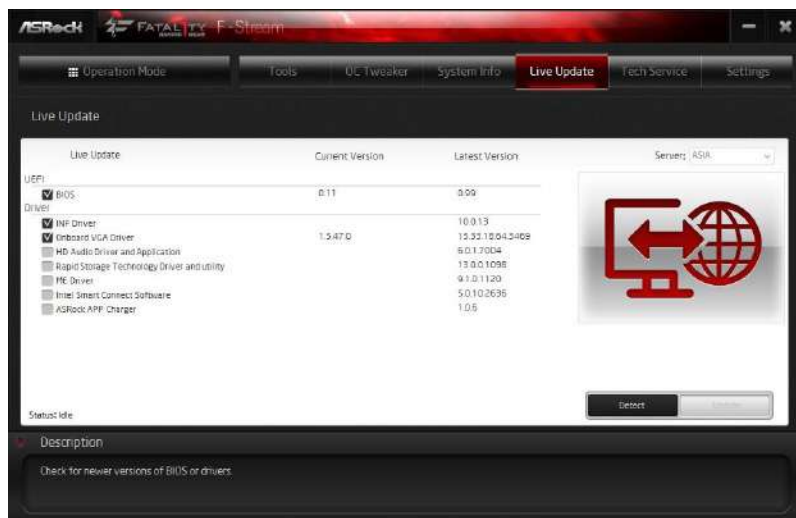 ASRock FATAL1TY F-Stream
Operation Mode Tools OC Tweaker System Info Live Update Tech Service Settings
Live Update
Live Update Current Version Latest Version Server: ASIA
UEFI
BIOS 0.11 0.99
Driver
INF Driver 10.0.13
Onboard VGA Driver 1.5.47.0 15.33.18.64.3469
HD Audio Driver and Application 6.0.1.7004
Rapid Storage Technology Driver and utility 13.0.0.1098
ME Driver 9.1.0.1120
Intel Smart Connect Software 5.0.10.2636
ASRock APP Charger 1.0.6
Detect
Status: Idle
Description
Check for newer versions of BIOS or drivers.